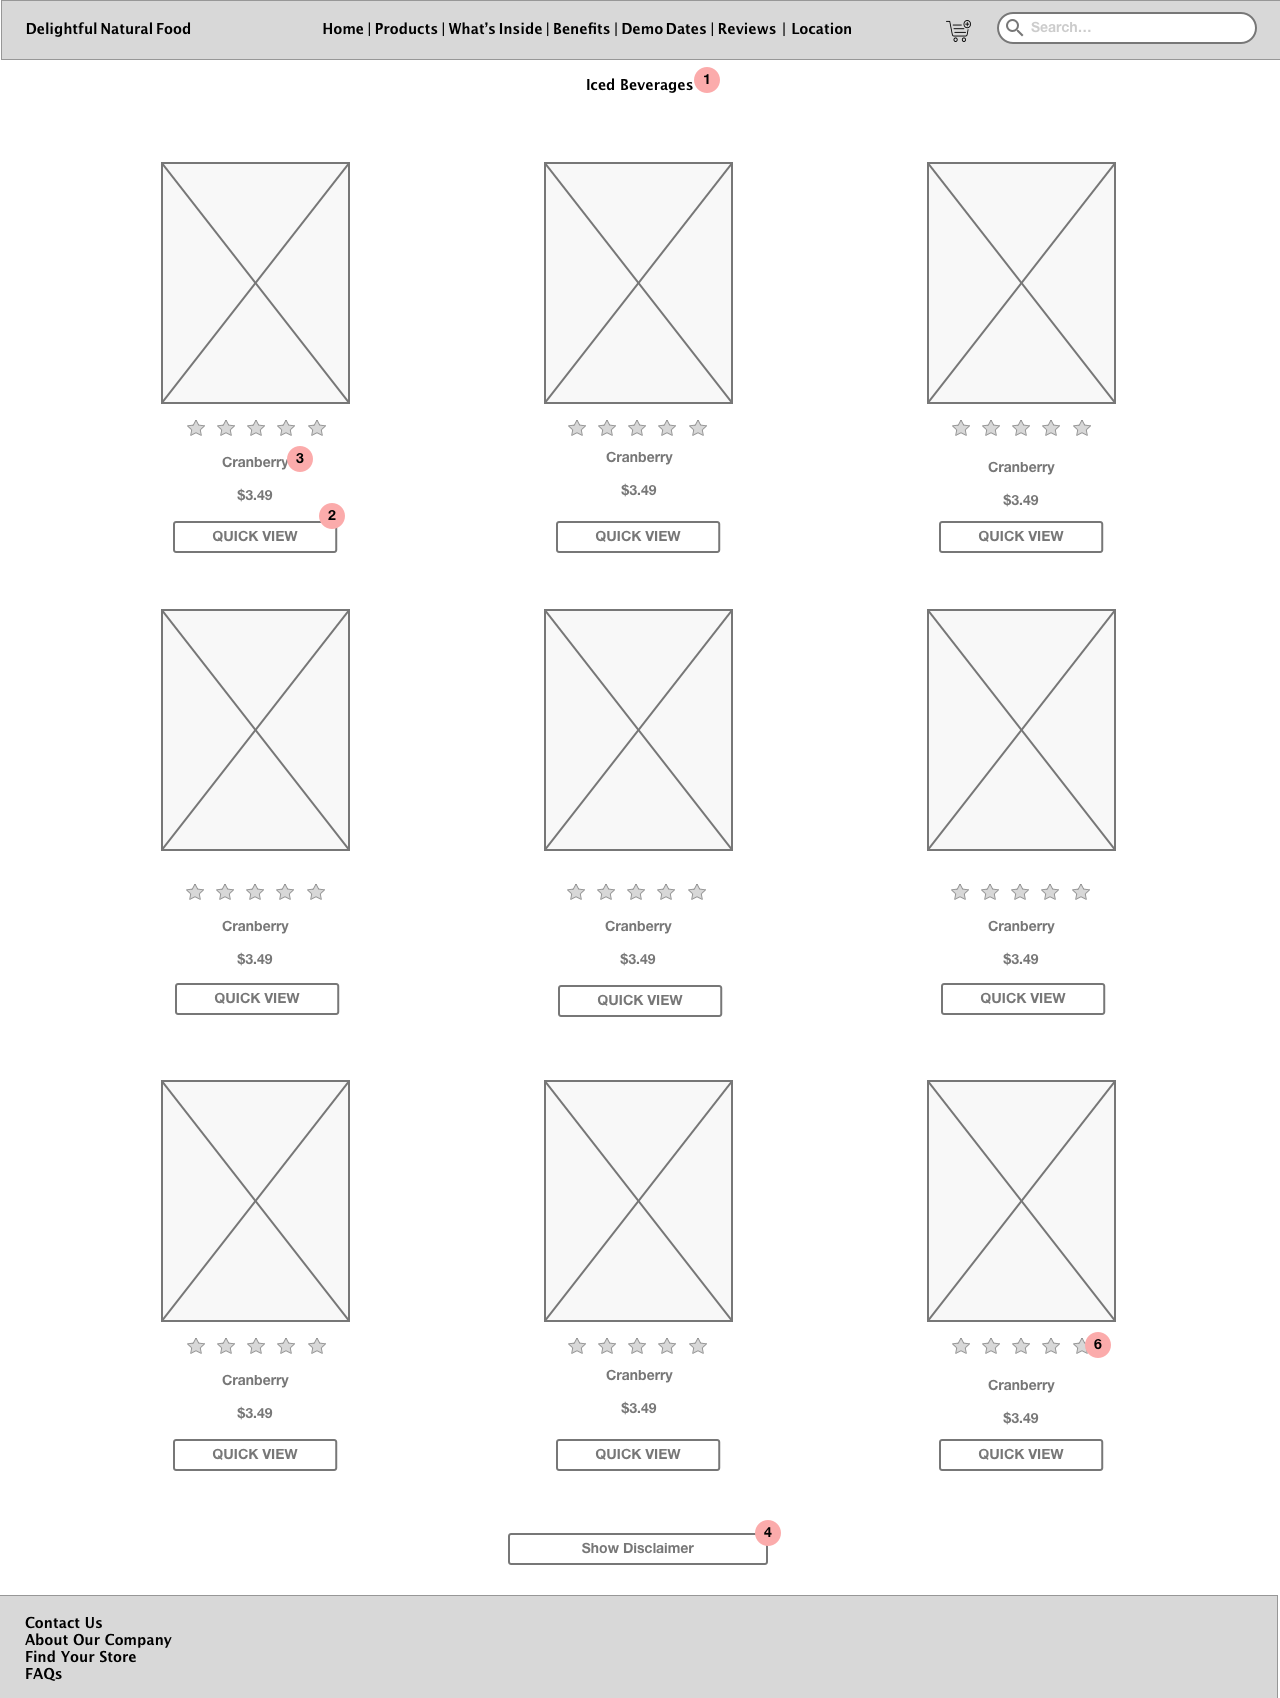 Delightful Natural Food
Home | Products | What's Inside | Benefits | Demo Dates | Reviews | Location
Search...
Iced Beverages 1
Cranberry 3
$3.49
2
QUICK VIEW
Cranberry
$3.49
QUICK VIEW
Cranberry
$3.49
QUICK VIEW
Cranberry
$3.49
QUICK VIEW
Cranberry
$3.49
QUICK VIEW
Cranberry
$3.49
QUICK VIEW
Cranberry
$3.49
QUICK VIEW
Cranberry
$3.49
QUICK VIEW
6
Cranberry
$3.49
QUICK VIEW
4
Show Disclaimer
Contact Us
About Our Company
Find Your Store
FAQs